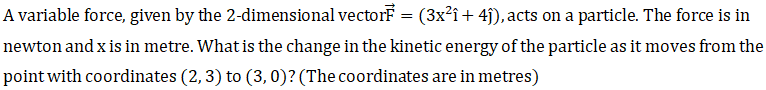 A variable force, given by the 2-dimensional vector F⃗ = (3x²î + 4ĵ), acts on a particle. The force is in
newton and x is in metre. What is the change in the kinetic energy of the particle as it moves from the
point with coordinates (2, 3) to (3, 0)? (The coordinates are in metres)